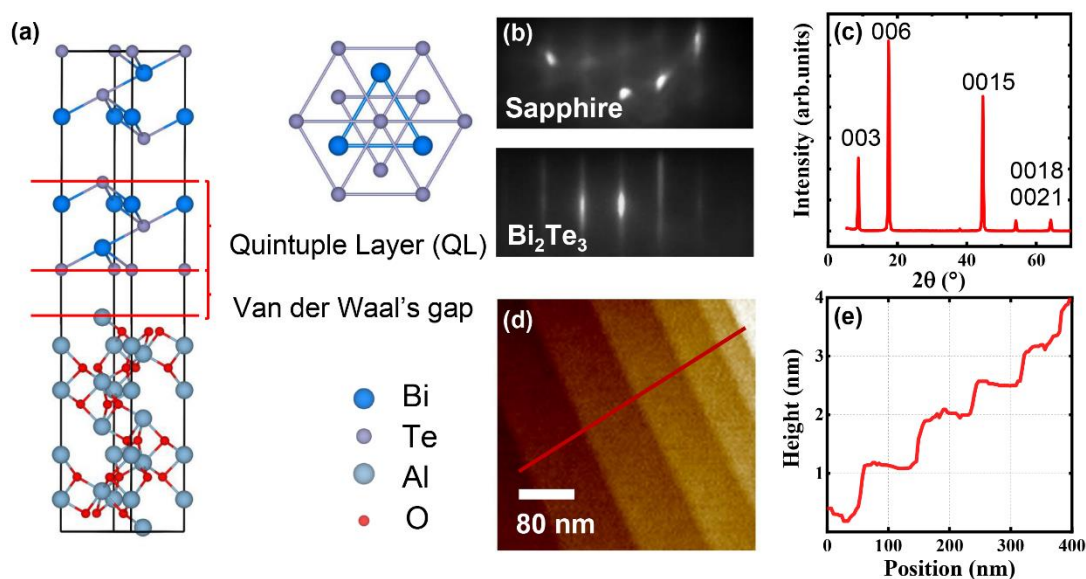 (a)
Quintuple Layer (QL)
Van der Waal's gap
Bi
Te
Al
O
(b)
Sapphire
Bi₂Te₃
(c)
Intensity (arb.units)
003
006
0015
0018
0021
0 20 40 60
2θ (°)
(d)
80 nm
(e)
Height (nm)
4
3
2
1
0 100 200 300 400
Position (nm)